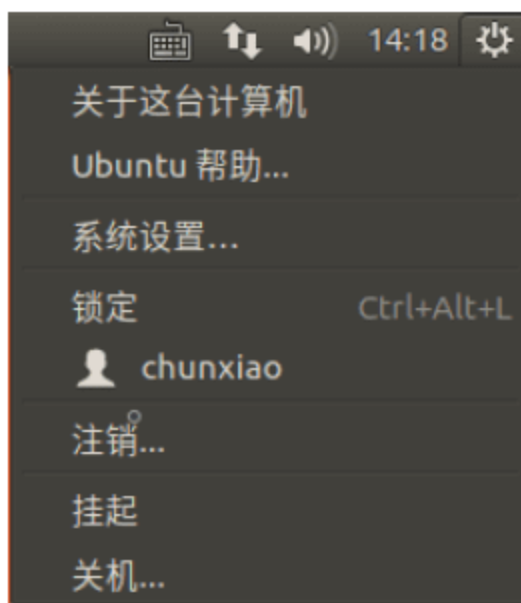 14:18
关于这台计算机
Ubuntu 帮助...
系统设置...
锁定 Ctrl+Alt+L
chunxiao
注销...
挂起
关机...